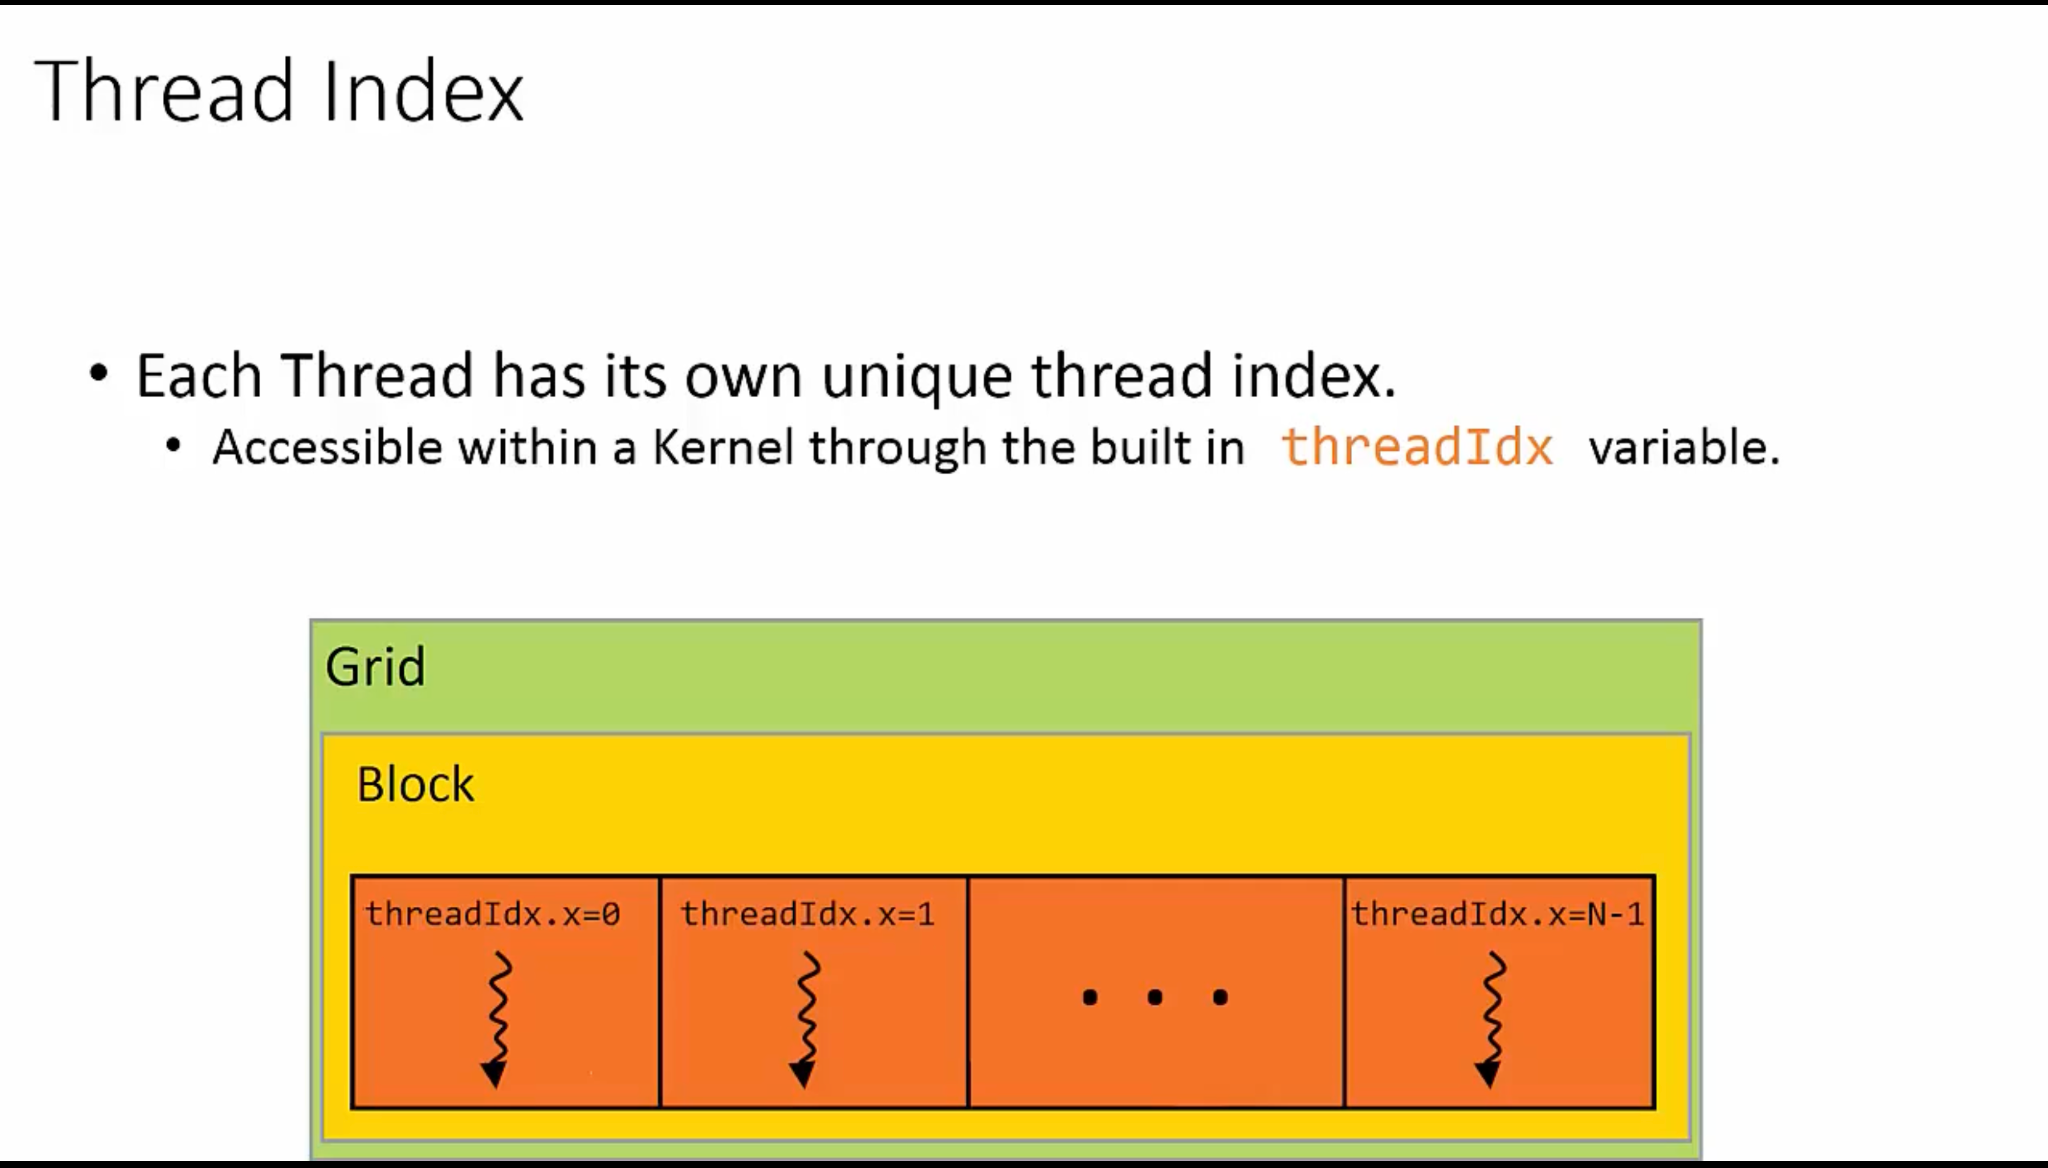 Thread Index
• Each Thread has its own unique thread index.
• Accessible within a Kernel through the built in threadIdx variable.
Grid
Block
threadIdx.x=0 threadIdx.x=1 . . . threadIdx.x=N-1